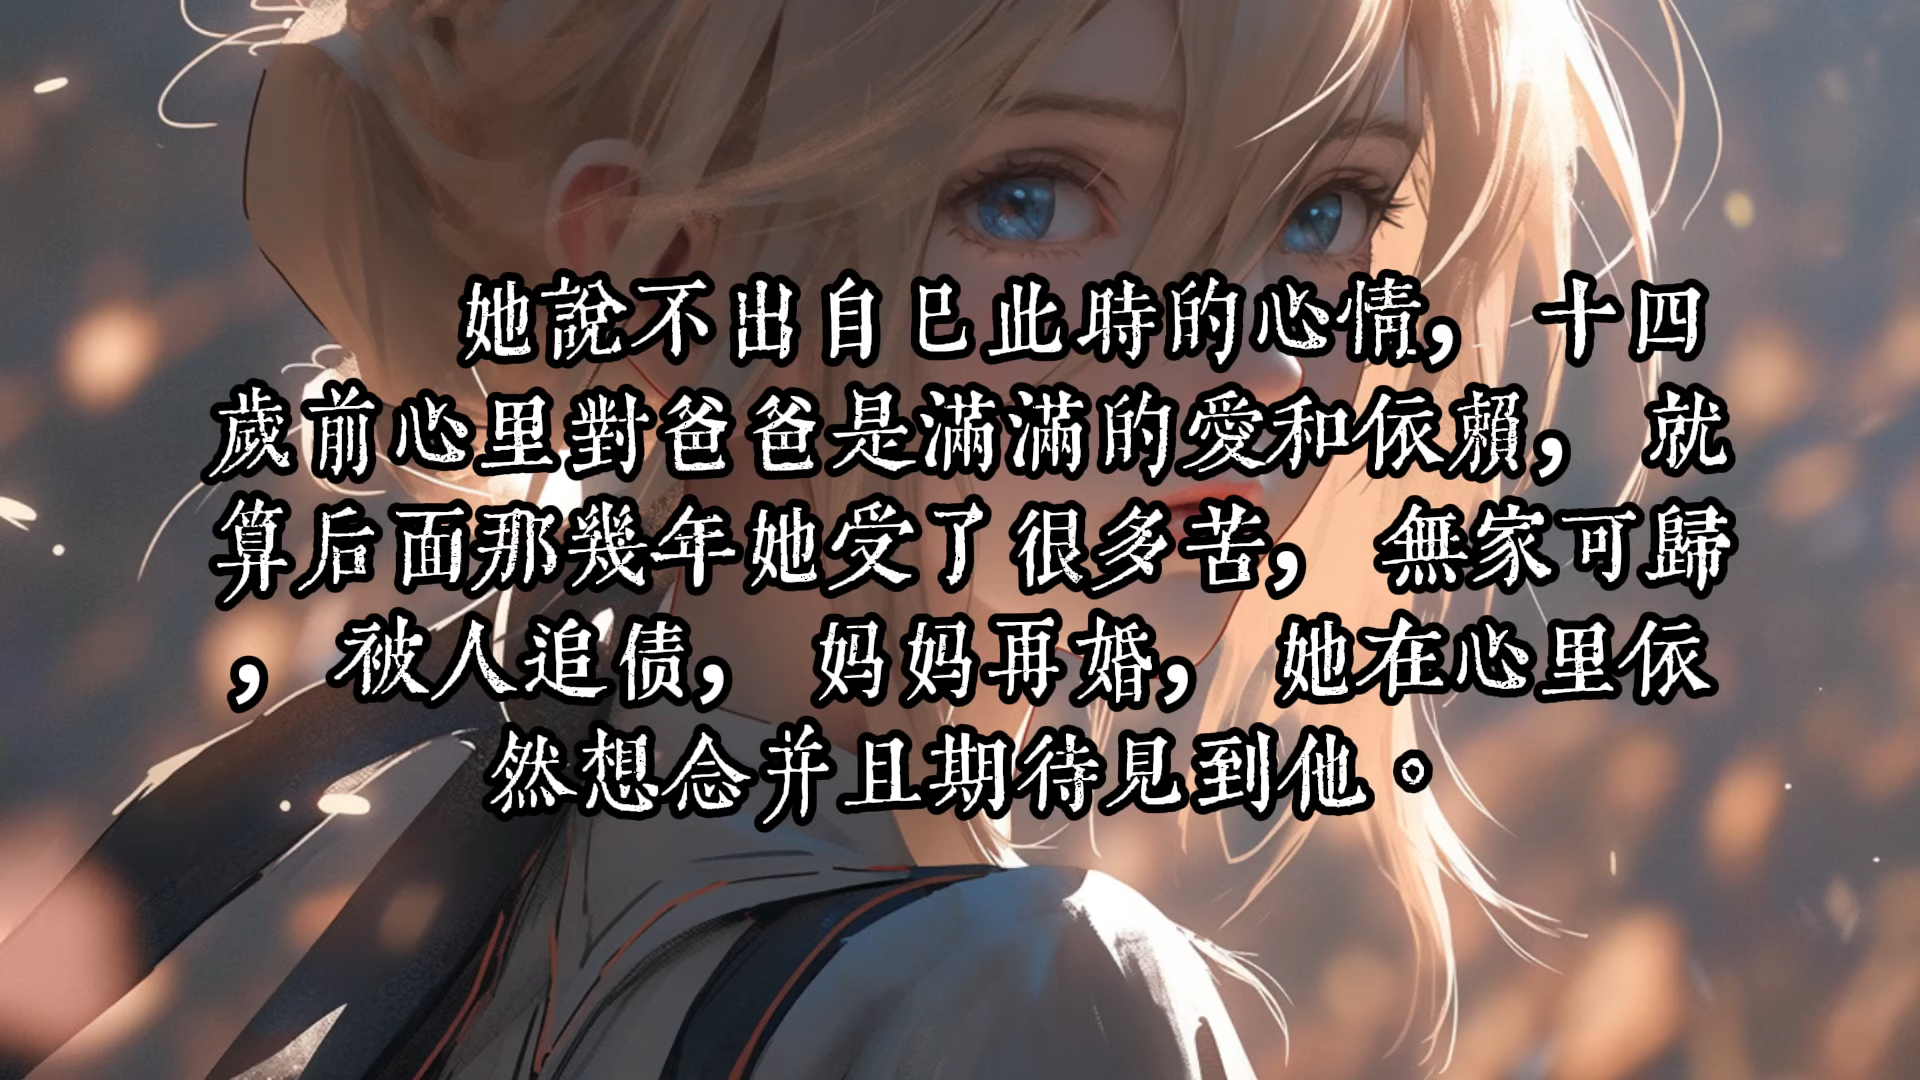 她說不出自已此時的心情，十四
歲前心里對爸爸是滿滿的愛和依賴，就
算后面那幾年她受了很多苦，無家可歸
，被人追债，妈妈再婚，她在心里依
然想念并且期待見到他。